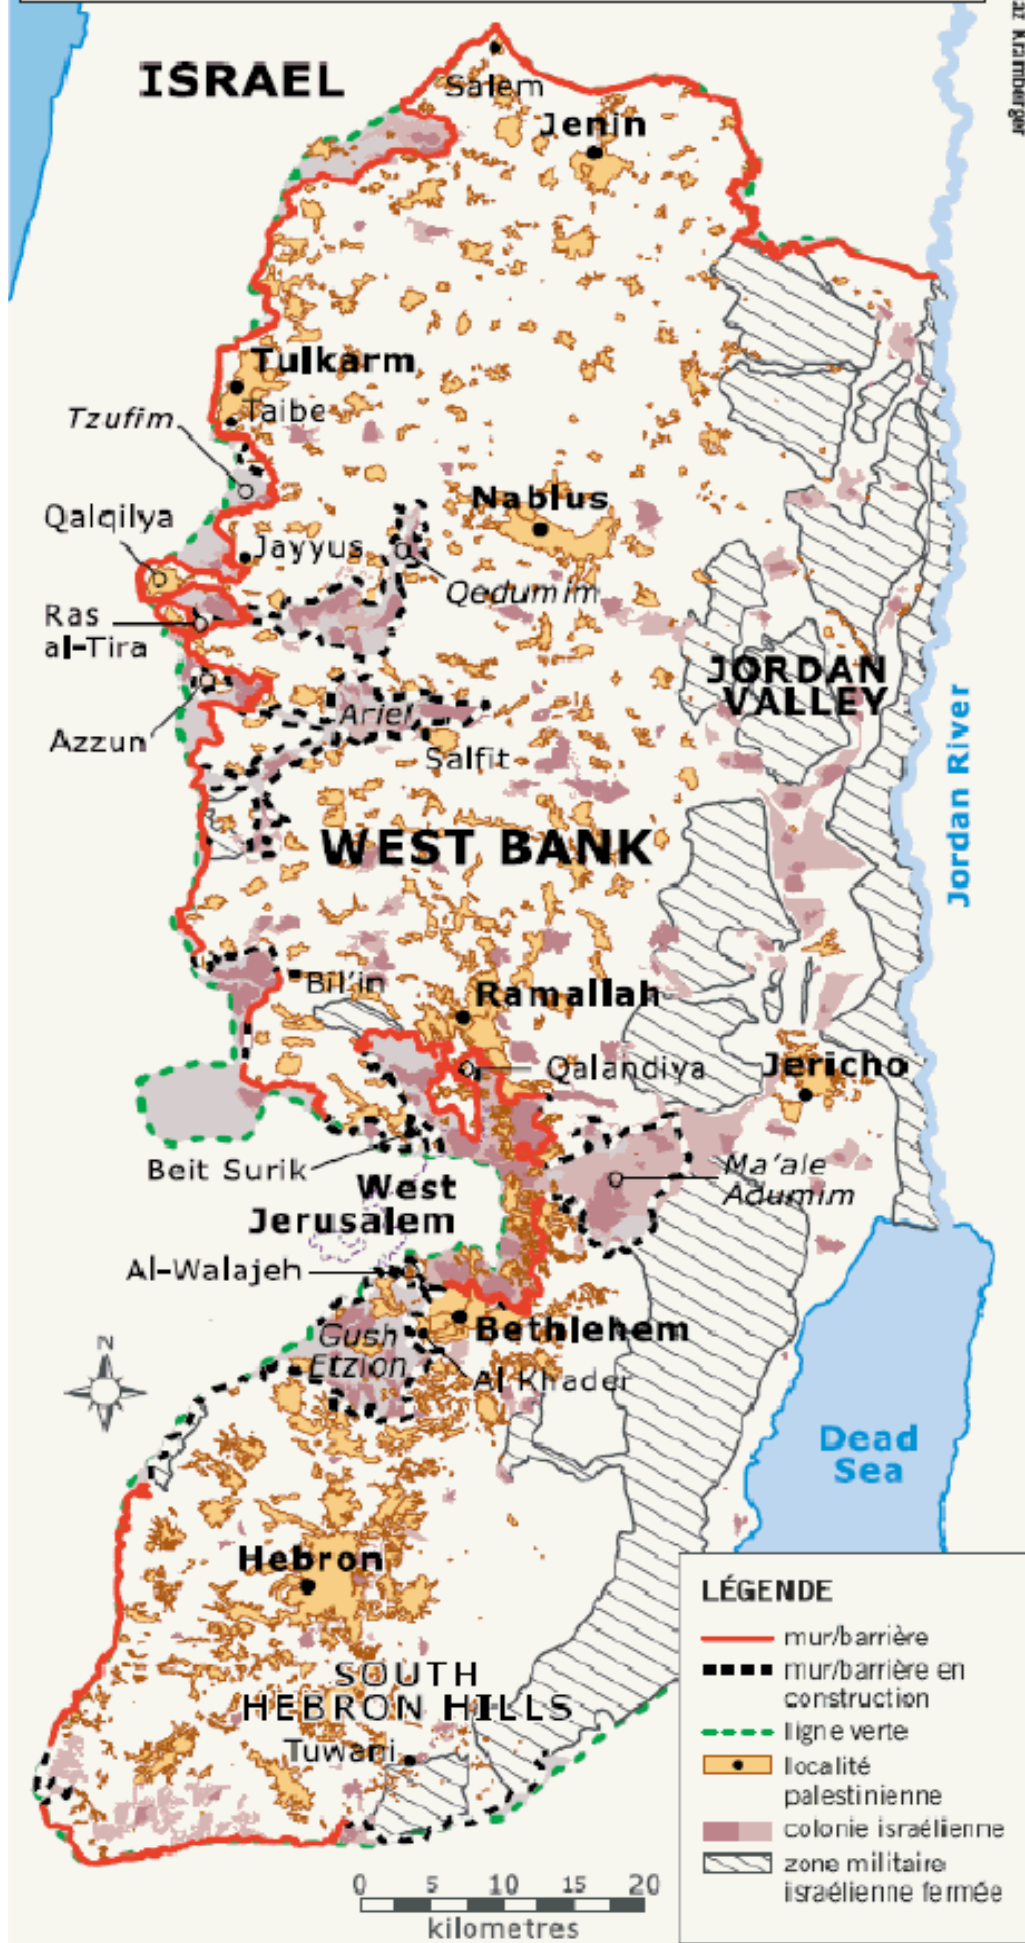 Kramberger
ISRAEL
Salem
Jenin
Tulkarm
Taibe
Tzufim
Qalqilya
Nablus
Jayyus
Qedumim
Ras
al-Tira
JORDAN
VALLEY
Ariel
Azzun
Salfit
Jordan River
WEST BANK
Bil'in
Ramallah
Qalandiya
Jericho
Beit Surik
Ma'ale
Adumim
West
Jerusalem
Al-Walajeh
Bethlehem
Gush
Etzion
N
Al Khader
Dead
Sea
Hebron
SOUTH
HEBRON HILLS
Tuwani
LÉGENDE
mur/barrière
mur/barrière en
construction
ligne verte
localité
palestinienne
colonie israélienne
zone militaire
israélienne fermée
0 5 10 15 20
kilometres